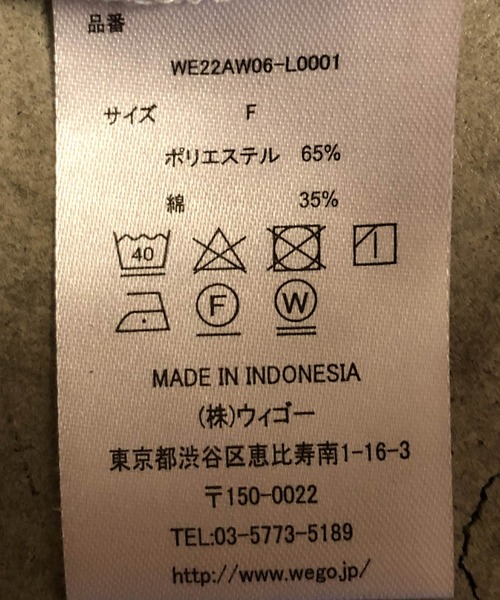 品番
WE22AW06-L0001
サイズ F
ポリエステル 65%
綿 35%
40
F W
MADE IN INDONESIA
(株)ウィゴー
東京都渋谷区恵比寿南1-16-3
〒150-0022
TEL:03-5773-5189
http://www.wego.jp/